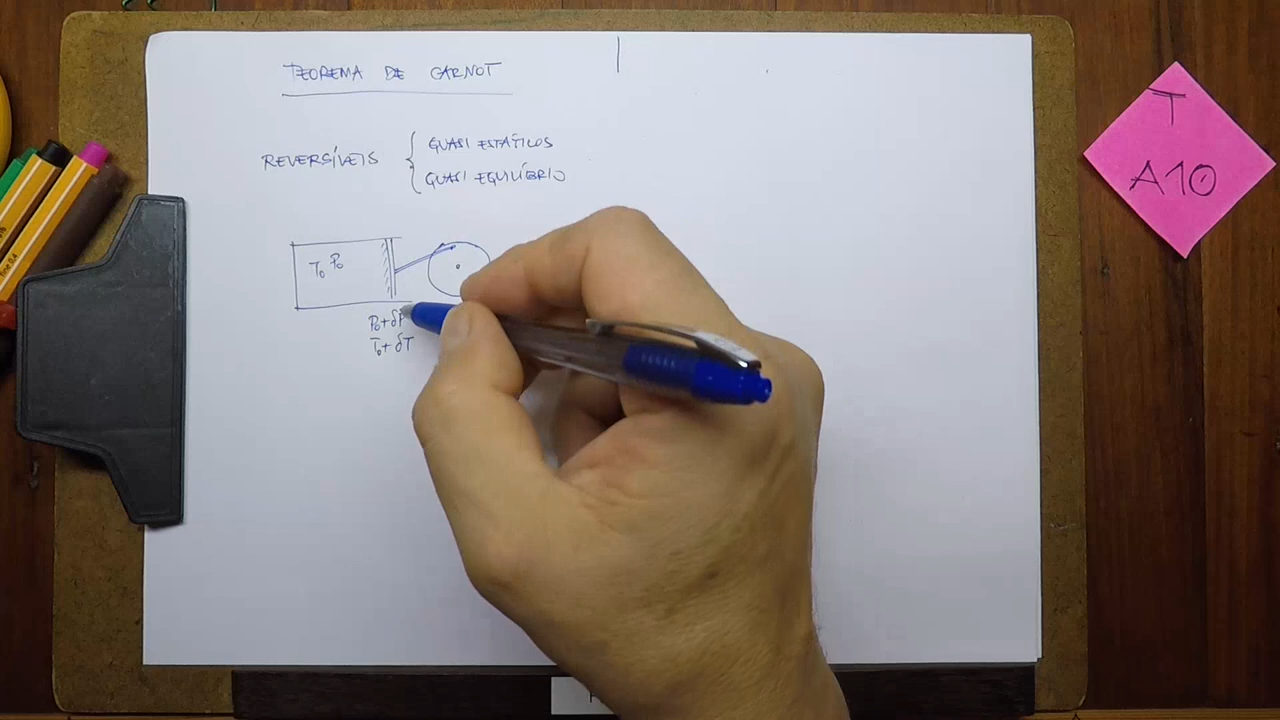 TEOREMA DE CARNOT
REVERSÍVEIS
QUASI ESTÁTICOS
QUASI EQUILÍBRIO
T₀ P₀
P₀+δP
T₀+δT
T
A10